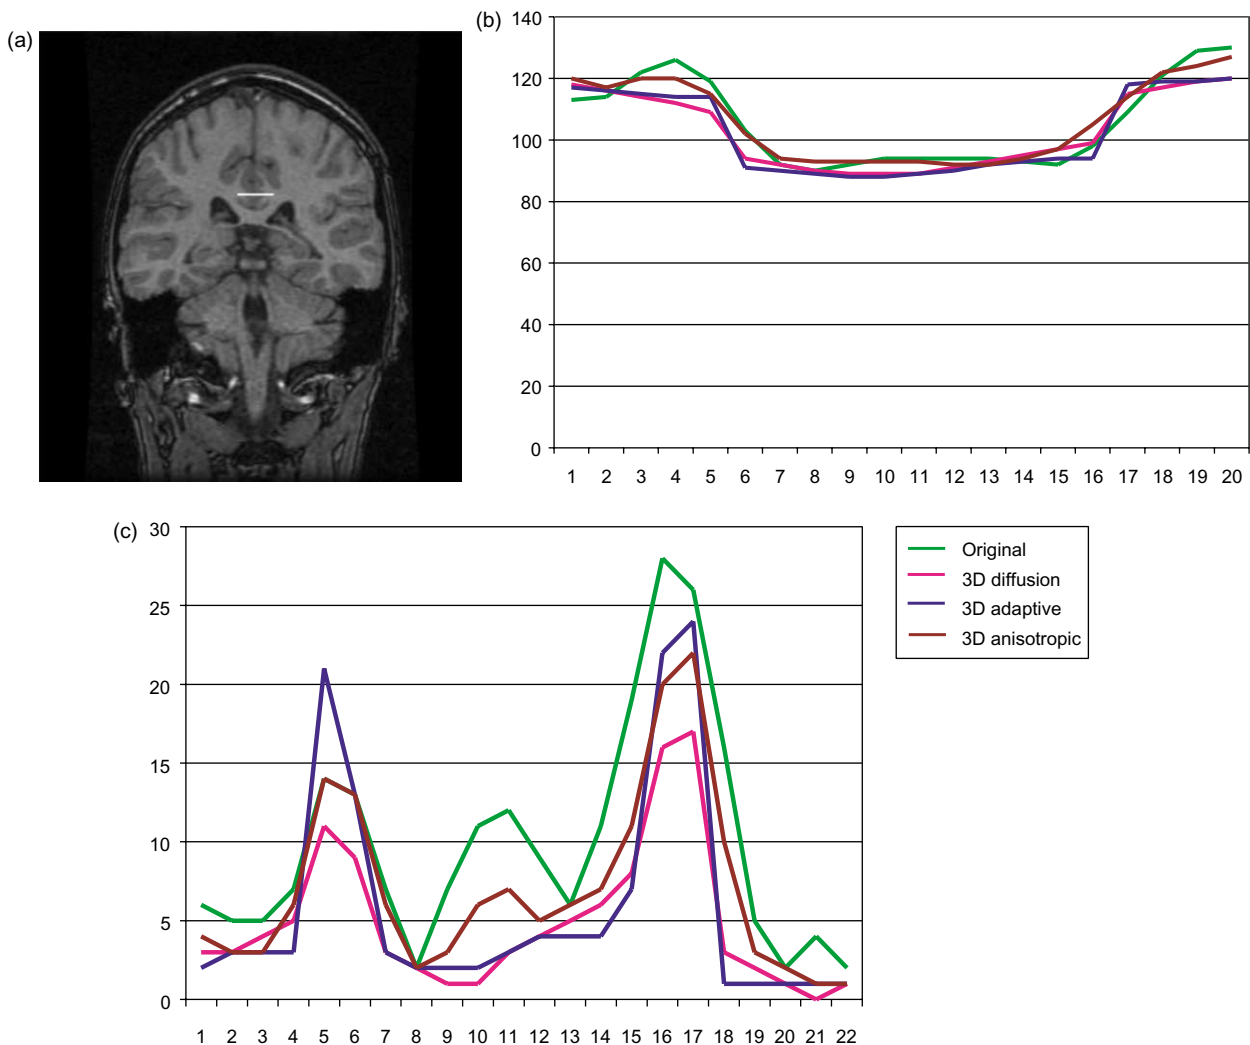 (a)
(b)
140
120
100
80
60
40
20
0
1 2 3 4 5 6 7 8 9 10 11 12 13 14 15 16 17 18 19 20
(c)
30
25
20
15
10
5
0
1 2 3 4 5 6 7 8 9 10 11 12 13 14 15 16 17 18 19 20 21 22
Original
3D diffusion
3D adaptive
3D anisotropic